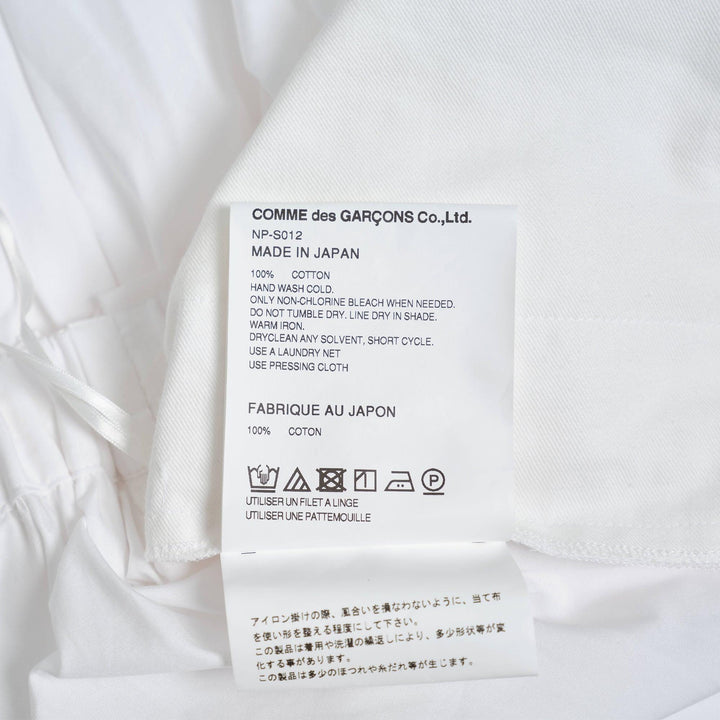 COMME des GARÇONS Co.,Ltd.
NP-S012
MADE IN JAPAN
100% COTTON
HAND WASH COLD.
ONLY NON-CHLORINE BLEACH WHEN NEEDED.
DO NOT TUMBLE DRY. LINE DRY IN SHADE.
WARM IRON.
DRYCLEAN ANY SOLVENT, SHORT CYCLE.
USE A LAUNDRY NET
USE PRESSING CLOTH
FABRIQUE AU JAPON
100% COTON
P
UTILISER UN FILET A LINGE
UTILISER UNE PATTEMOUILLE
アイロン掛けの際、風合いを損なわないように、当て布
を使い形を整える程度にして下さい。
この製品は着用や洗濯の繰返しにより、多少形状等が変
化する事があります。
この製品は多少のほつれや糸だれ等が生じます。